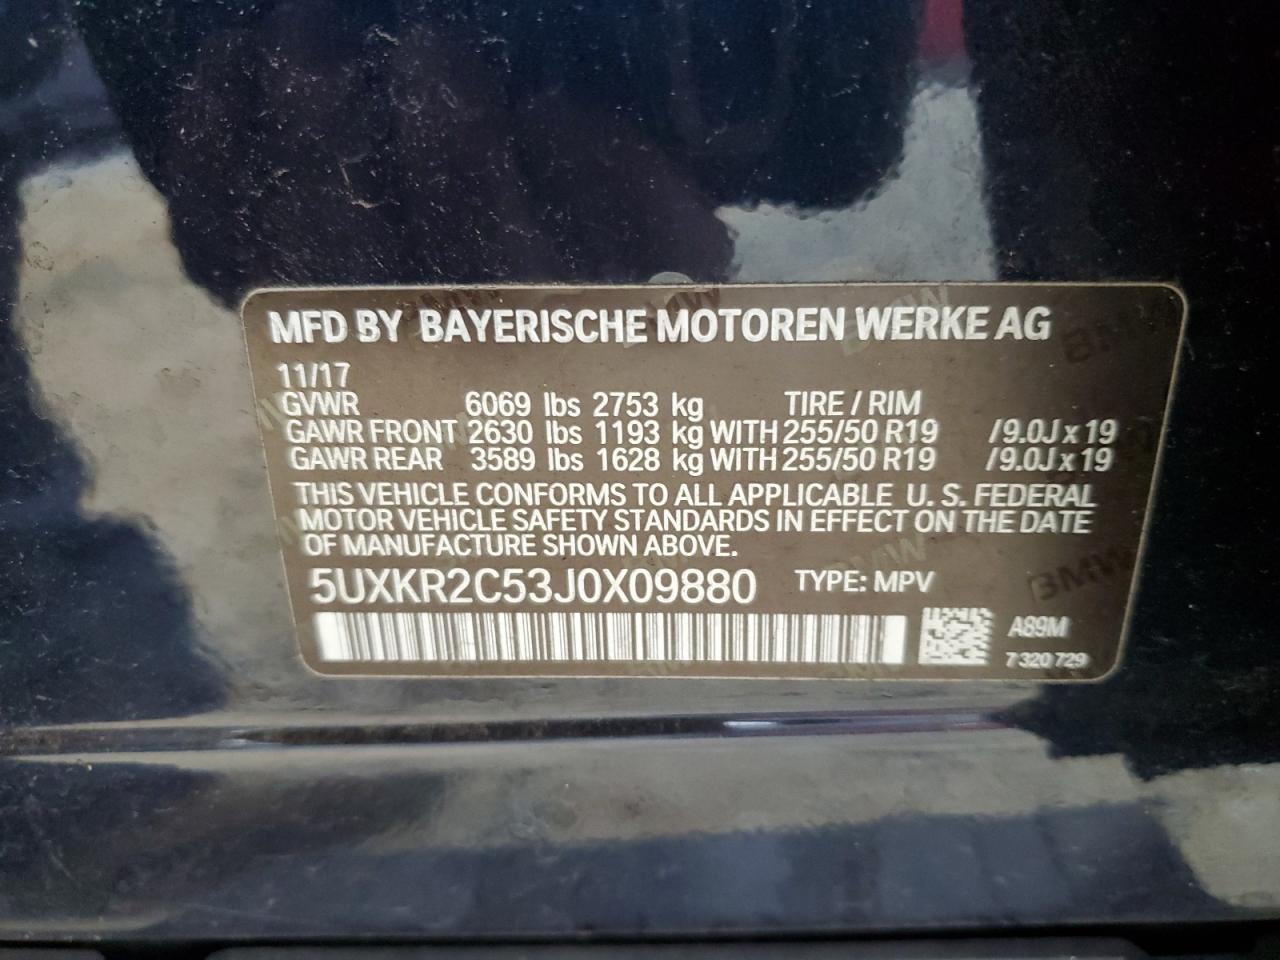 MFD BY BAYERISCHE MOTOREN WERKE AG
11/17
GVWR 6069 lbs 2753 kg TIRE / RIM
GAWR FRONT 2630 lbs 1193 kg WITH 255/50 R19 /9.0J x 19
GAWR REAR 3589 lbs 1628 kg WITH 255/50 R19 /9.0J x 19
THIS VEHICLE CONFORMS TO ALL APPLICABLE U. S. FEDERAL
MOTOR VEHICLE SAFETY STANDARDS IN EFFECT ON THE DATE
OF MANUFACTURE SHOWN ABOVE.
5UXKR2C53J0X09880 TYPE: MPV
A89M
7 320 729